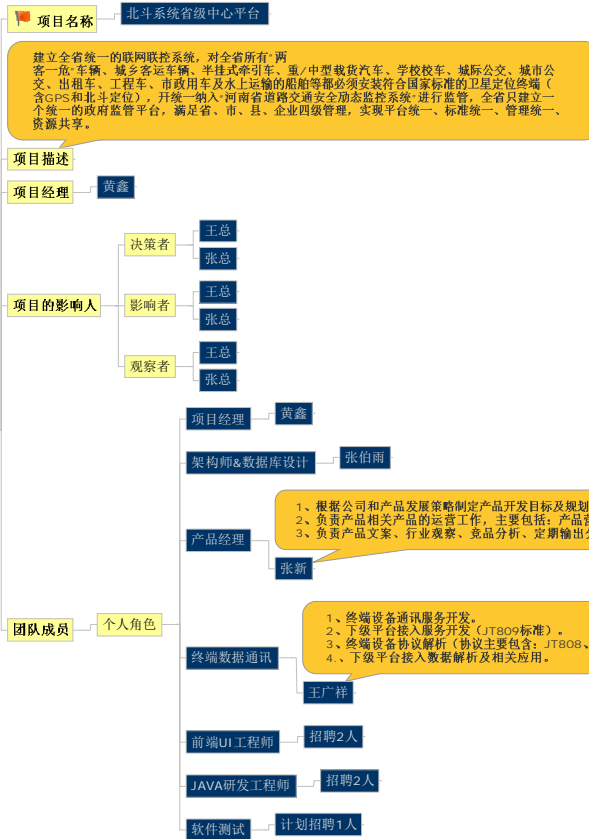 项目名称
北斗系统省级中心平台
建立全省统一的联网联控系统，对全省所有“两
客一危”车辆、城乡客运车辆、半挂式牵引车、重/中型载货汽车、学校校车、城际公交、城市公
交、出租车、工程车、市政用车及水上运输的船舶等都必须安装符合国家标准的卫星定位终端（
含GPS和北斗定位），开统一纳入“河南省道路交通安全动态监控系统”进行监管，全省只建立一
个统一的政府监管平台，满足省、市、县、企业四级管理，实现平台统一、标准统一、管理统一、
资源共享。
项目描述
项目经理
黄鑫
项目的影响人
决策者
王总
张总
影响者
王总
张总
观察者
王总
张总
团队成员
个人角色
项目经理
黄鑫
架构师&数据库设计
张伯雨
产品经理
1、根据公司和产品发展策略制定产品开发目标及规划
2、负责产品相关产品的运营工作，主要包括：产品
3、负责产品文案、行业观察、竞品分析、定期输出
张新
终端数据通讯
1、终端设备通讯服务开发。
2、下级平台接入服务开发（JT809标准）。
3、终端设备协议解析（协议主要包含：JT808、
4.、下级平台接入数据解析及相关应用。
王广祥
前端UI工程师
招聘2人
JAVA研发工程师
招聘2人
软件测试
计划招聘1人